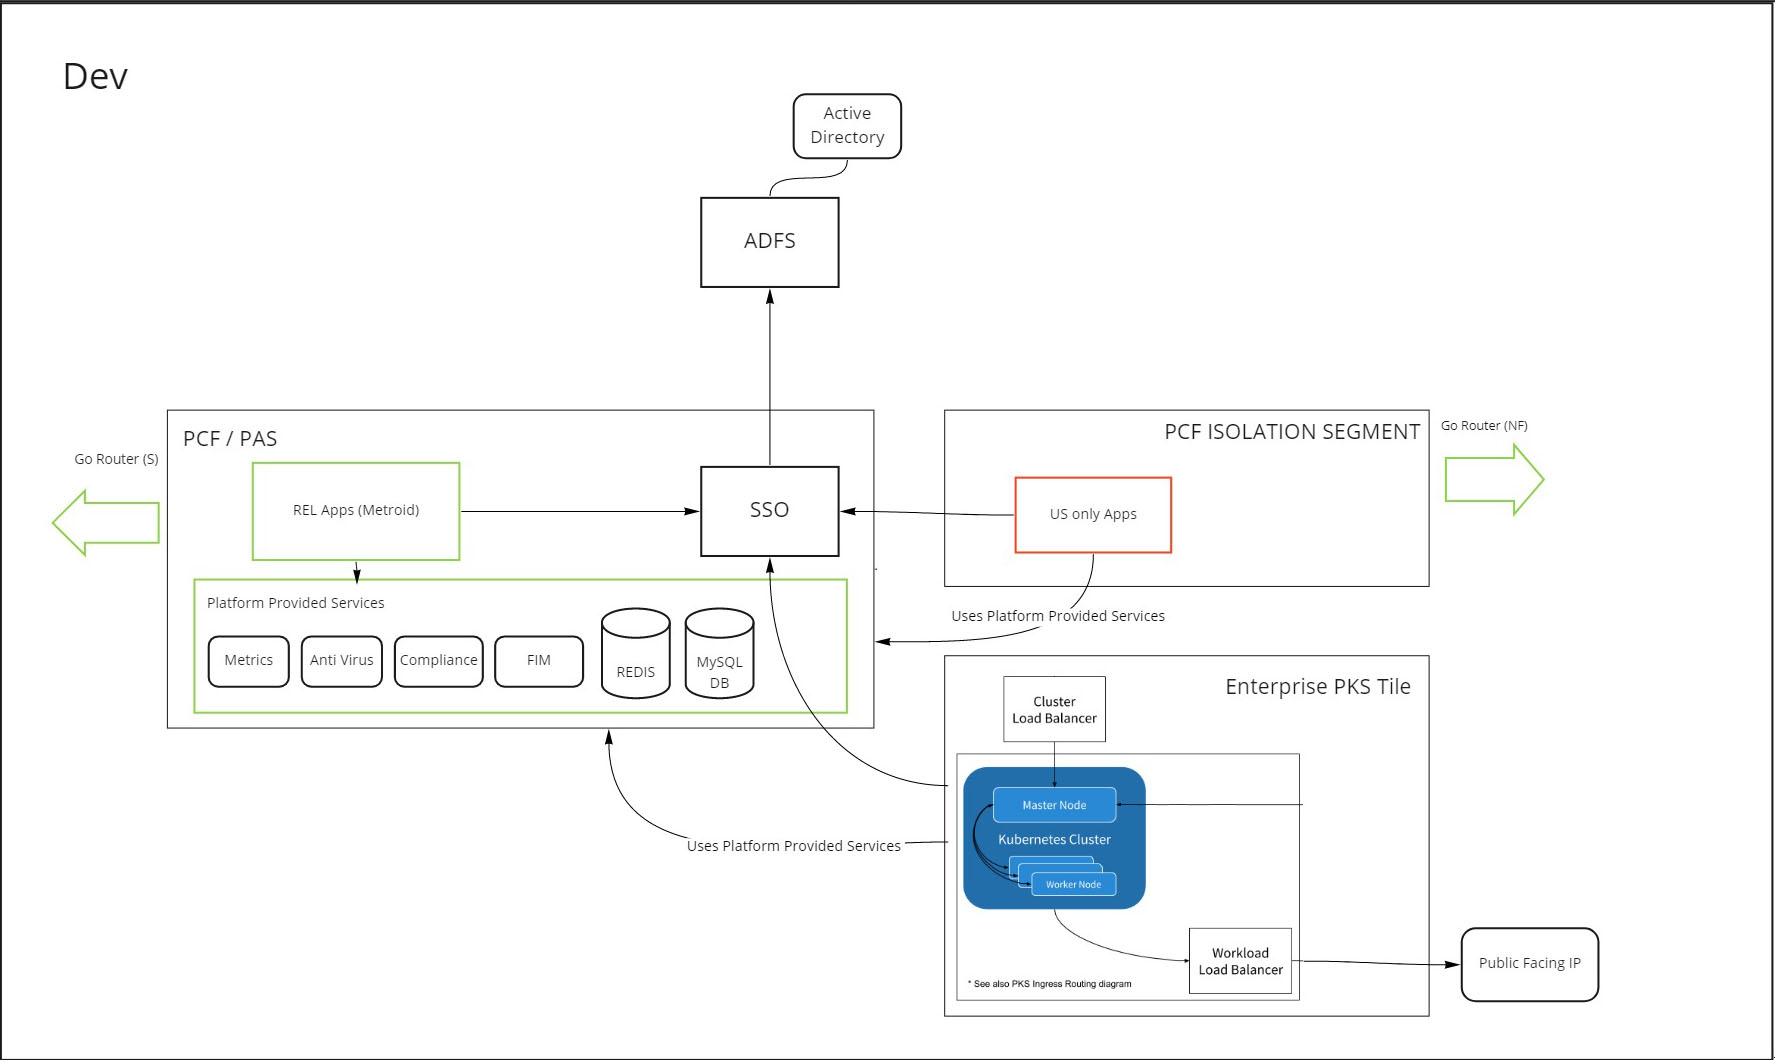 Dev
Active
Directory
ADFS
PCF / PAS
Go Router (S)
REL Apps (Metroid)
SSO
Platform Provided Services
Metrics
Anti Virus
Compliance
FIM
REDIS
MySQL
DB
PCF ISOLATION SEGMENT
Go Router (NF)
US only Apps
Uses Platform Provided Services
Uses Platform Provided Services
Enterprise PKS Tile
Cluster
Load Balancer
Master Node
Kubernetes Cluster
Worker Node
Workload
Load Balancer
* See also PKS Ingress Routing diagram
Public Facing IP